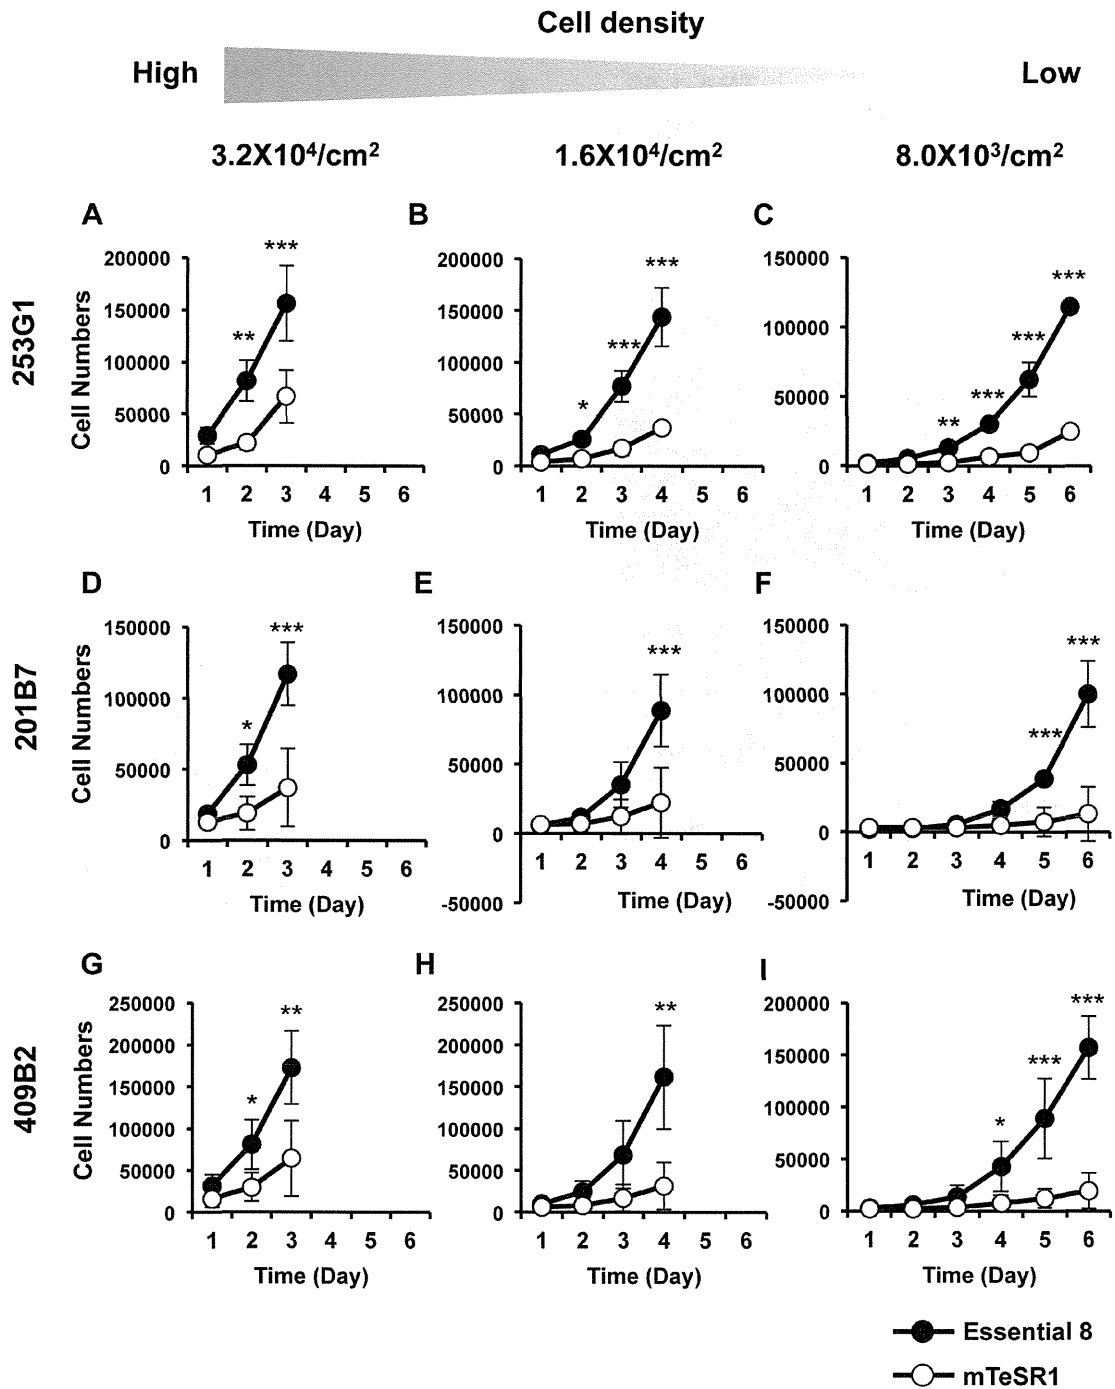 Cell density
High
Low
3.2X10⁴/cm²
1.6X10⁴/cm²
8.0X10³/cm²
253G1
A
Cell Numbers
200000
150000
100000
50000
0
**
***
1 2 3 4 5 6
Time (Day)
B
200000
150000
100000
50000
0
*
***
***
1 2 3 4 5 6
Time (Day)
C
150000
100000
50000
0
**
***
***
***
1 2 3 4 5 6
Time (Day)
201B7
D
Cell Numbers
150000
100000
50000
0
*
***
1 2 3 4 5 6
Time (Day)
E
150000
100000
50000
0
-50000
***
1 2 3 4 5 6
Time (Day)
F
150000
100000
50000
0
-50000
***
***
1 2 3 4 5 6
Time (Day)
409B2
G
Cell Numbers
250000
200000
150000
100000
50000
0
*
**
1 2 3 4 5 6
Time (Day)
H
250000
200000
150000
100000
50000
0
**
1 2 3 4 5 6
Time (Day)
I
200000
150000
100000
50000
0
*
***
***
1 2 3 4 5 6
Time (Day)
Essential 8
mTeSR1